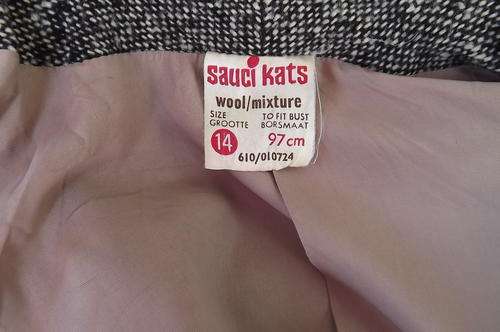 sauci kats
wool/mixture
SIZE TO FIT BUST
GROOTTE BORSMAAT
14 97cm
610/010724